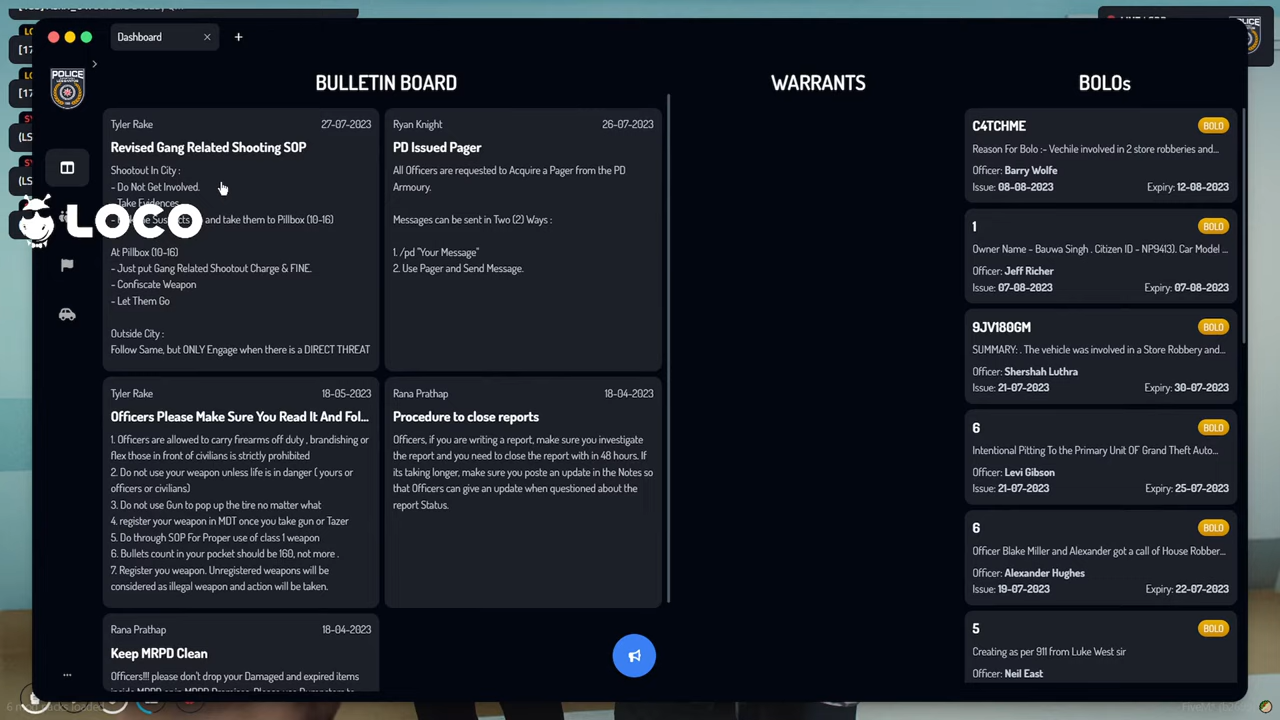 Dashboard
POLICE
BULLETIN BOARD
WARRANTS
BOLOs
Tyler Rake
27-07-2023
Revised Gang Related Shooting SOP
Shootout In City :
- Do Not Get Involved.
- Take Evidences
and take them to Pillbox (10-16)
At Pillbox (10-16)
- Just put Gang Related Shootout Charge & FINE.
- Confiscate Weapon
- Let Them Go
Outside City :
Follow Same, but ONLY Engage when there is a DIRECT THREAT
LOCO
Ryan Knight
26-07-2023
PD Issued Pager
All Officers are requested to Acquire a Pager from the PD
Armoury.
Messages can be sent in Two (2) Ways :
1. /pd "Your Message"
2. Use Pager and Send Message.
Tyler Rake
18-05-2023
Officers Please Make Sure You Read It And Fol...
1. Officers are allowed to carry firearms off duty , brandishing or
flex those in front of civilians is strictly prohibited
2. Do not use your weapon unless life is in danger ( yours or
officers or civilians)
3. Do not use Gun to pop up the tire no matter what
4. register your weapon in MDT once you take gun or Tazer
5. Do through SOP For Proper use of class 1 weapon
6. Bullets count in your pocket should be 160, not more .
7. Register you weapon. Unregistered weapons will be
considered as illegal weapon and action will be taken.
Rana Prathap
18-04-2023
Procedure to close reports
Officers, if you are writing a report, make sure you investigate
the report and you need to close the report with in 48 hours. If
its taking longer, make sure you post an update in the Notes so
that Officers can give an update when questioned about the
report Status.
Rana Prathap
18-04-2023
Keep MRPD Clean
Officers!!! please don't drop your Damaged and expired items
C4TCHME
BOLO
Reason For Bolo :- Vechile involved in 2 store robberies and...
Officer: Barry Wolfe
Issue: 08-08-2023
Expiry: 12-08-2023
1
BOLO
Owner Name - Bauwa Singh , Citizen ID - NP9413). Car Model ...
Officer: Jeff Richer
Issue: 07-08-2023
Expiry: 07-08-2023
9JV180GM
BOLO
SUMMARY: . The vehicle was involved in a Store Robbery and...
Officer: Shershah Luthra
Issue: 21-07-2023
Expiry: 30-07-2023
6
BOLO
Intentional Pitting To the Primary Unit OF Grand Theft Auto...
Officer: Levi Gibson
Issue: 21-07-2023
Expiry: 25-07-2023
6
BOLO
Officer Blake Miller and Alexander got a call of House Robber...
Officer: Alexander Hughes
Issue: 19-07-2023
Expiry: 22-07-2023
5
BOLO
Creating as per 911 from Luke West sir
Officer: Neil East